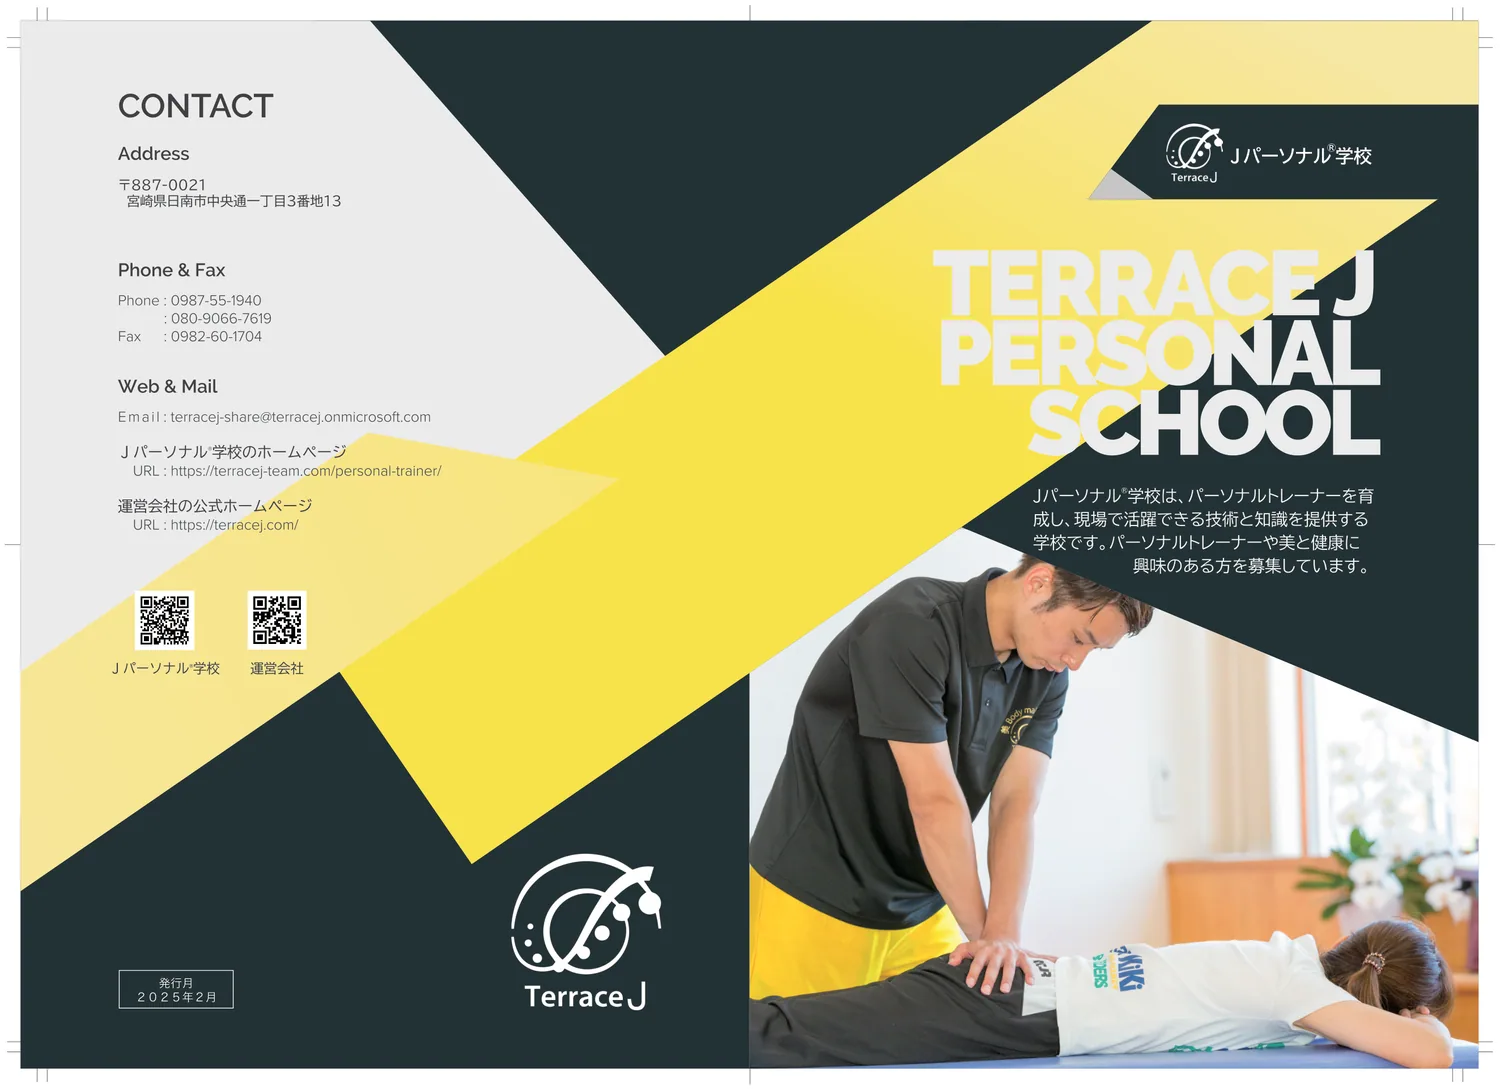 CONTACT
Address
〒887-0021
宮崎県日南市中央通一丁目3番地13
Phone & Fax
Phone : 0987-55-1940
: 080-9066-7619
Fax : 0982-60-1704
Web & Mail
Email : terracej-share@terracej.onmicrosoft.com
Jパーソナル®学校のホームページ
URL : https://terracej-team.com/personal-trainer/
運営会社の公式ホームページ
URL : https://terracej.com/
Jパーソナル®学校
運営会社
発行月
2025年2月
Terrace J
Terrace J
Jパーソナル®学校
TERRACE J
PERSONAL
SCHOOL
Jパーソナル®学校は、パーソナルトレーナーを育
成し、現場で活躍できる技術と知識を提供する
学校です。パーソナルトレーナーや美と健康に
興味のある方を募集しています。
Body